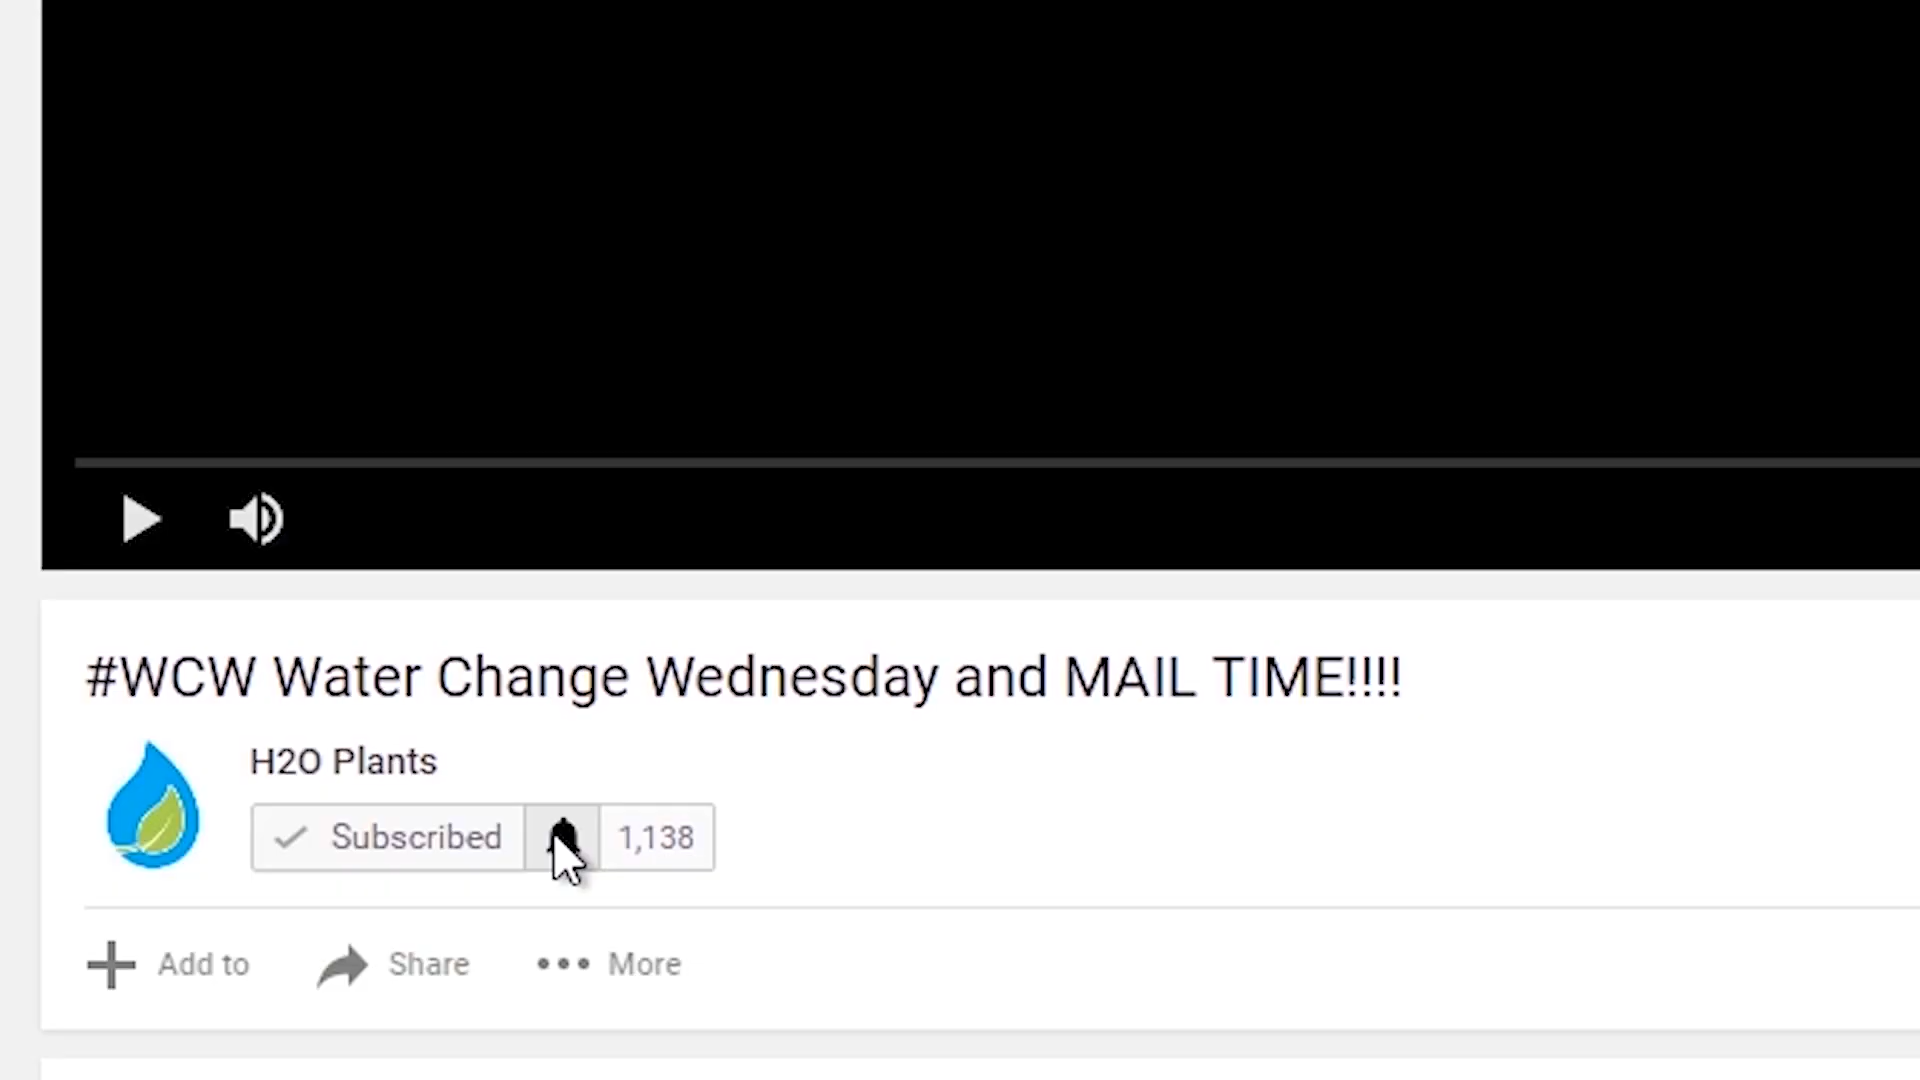 #WCW Water Change Wednesday and MAIL TIME!!!!
H2O Plants
Subscribed 1,138
Add to Share More